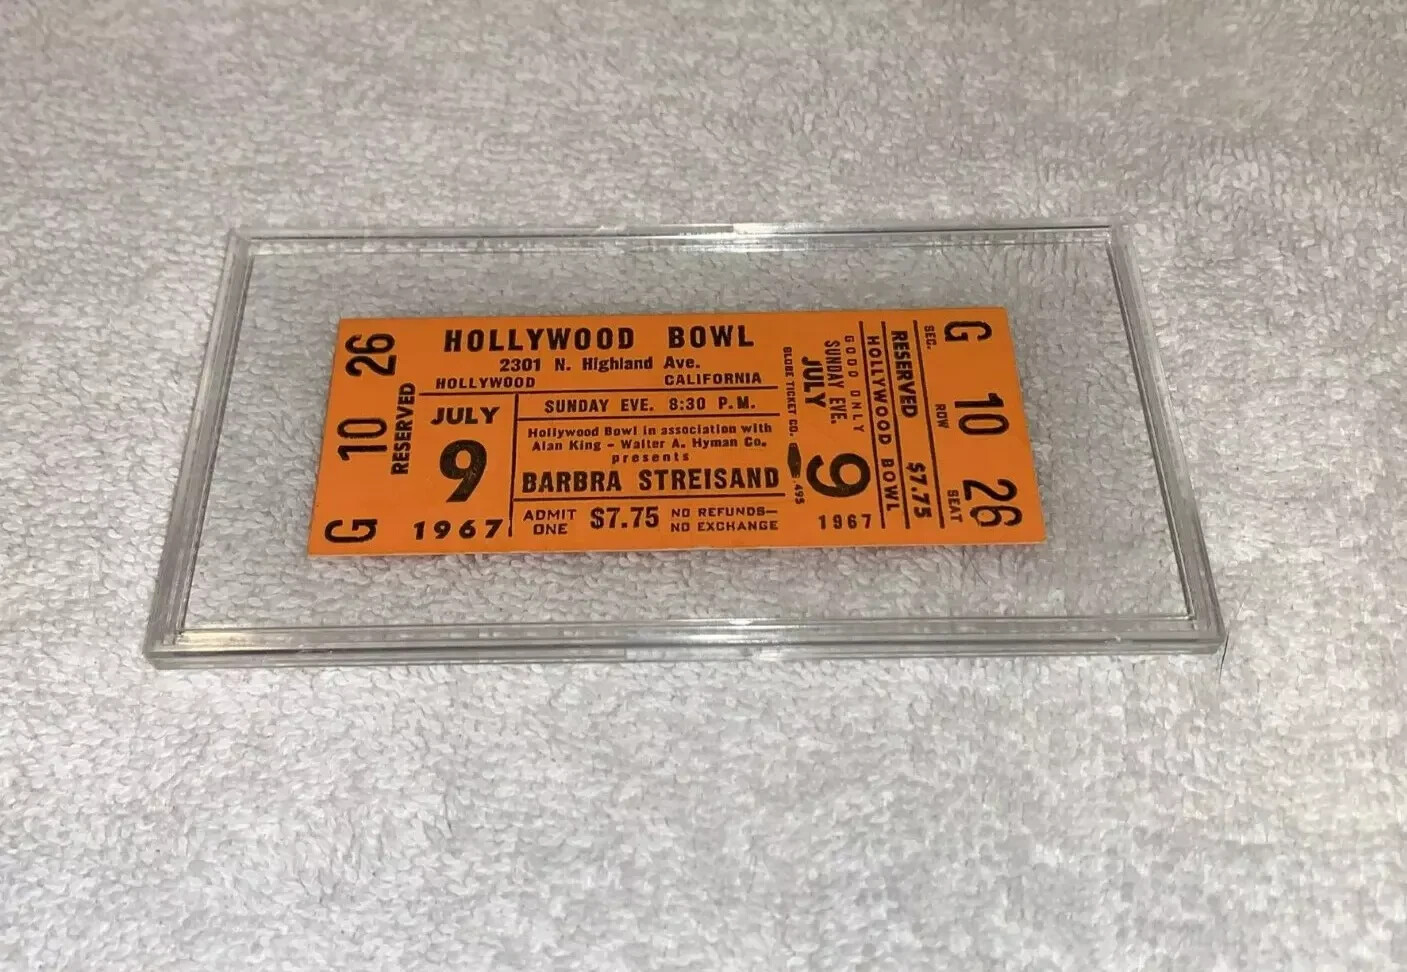 G 10 26
RESERVED
HOLLYWOOD BOWL
2301 N. Highland Ave.
HOLLYWOOD CALIFORNIA
JULY
9
1967
SUNDAY EVE. 8:30 P.M.
Hollywood Bowl in association with
Alan King - Walter A. Hyman Co.
presents
BARBRA STREISAND
ADMIT
ONE
$7.75
NO REFUNDS—
NO EXCHANGE
GLOBE TICKET CO. 495
JULY 9
SUNDAY EVE.
GOOD ONLY
1967
HOLLYWOOD BOWL
RESERVED $7.75
SEC. ROW SEAT
G 10 26